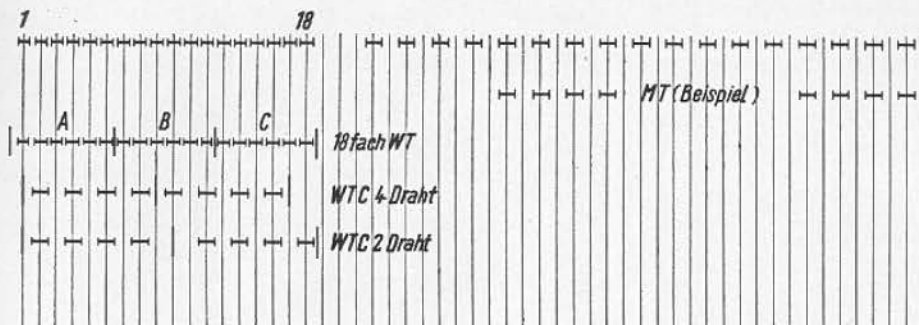 1 18
MT (Beispiel)
A B C
18fach WT
WTC 4 Draht
WTC 2 Draht